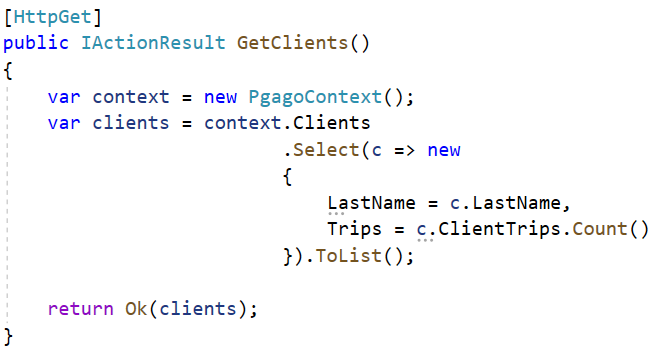 [HttpGet]
public IActionResult GetClients()
{
    var context = new PgagoContext();
    var clients = context.Clients
                         .Select(c => new
                         {
                             LastName = c.LastName,
                             Trips = c.ClientTrips.Count()
                         }).ToList();

    return Ok(clients);
}